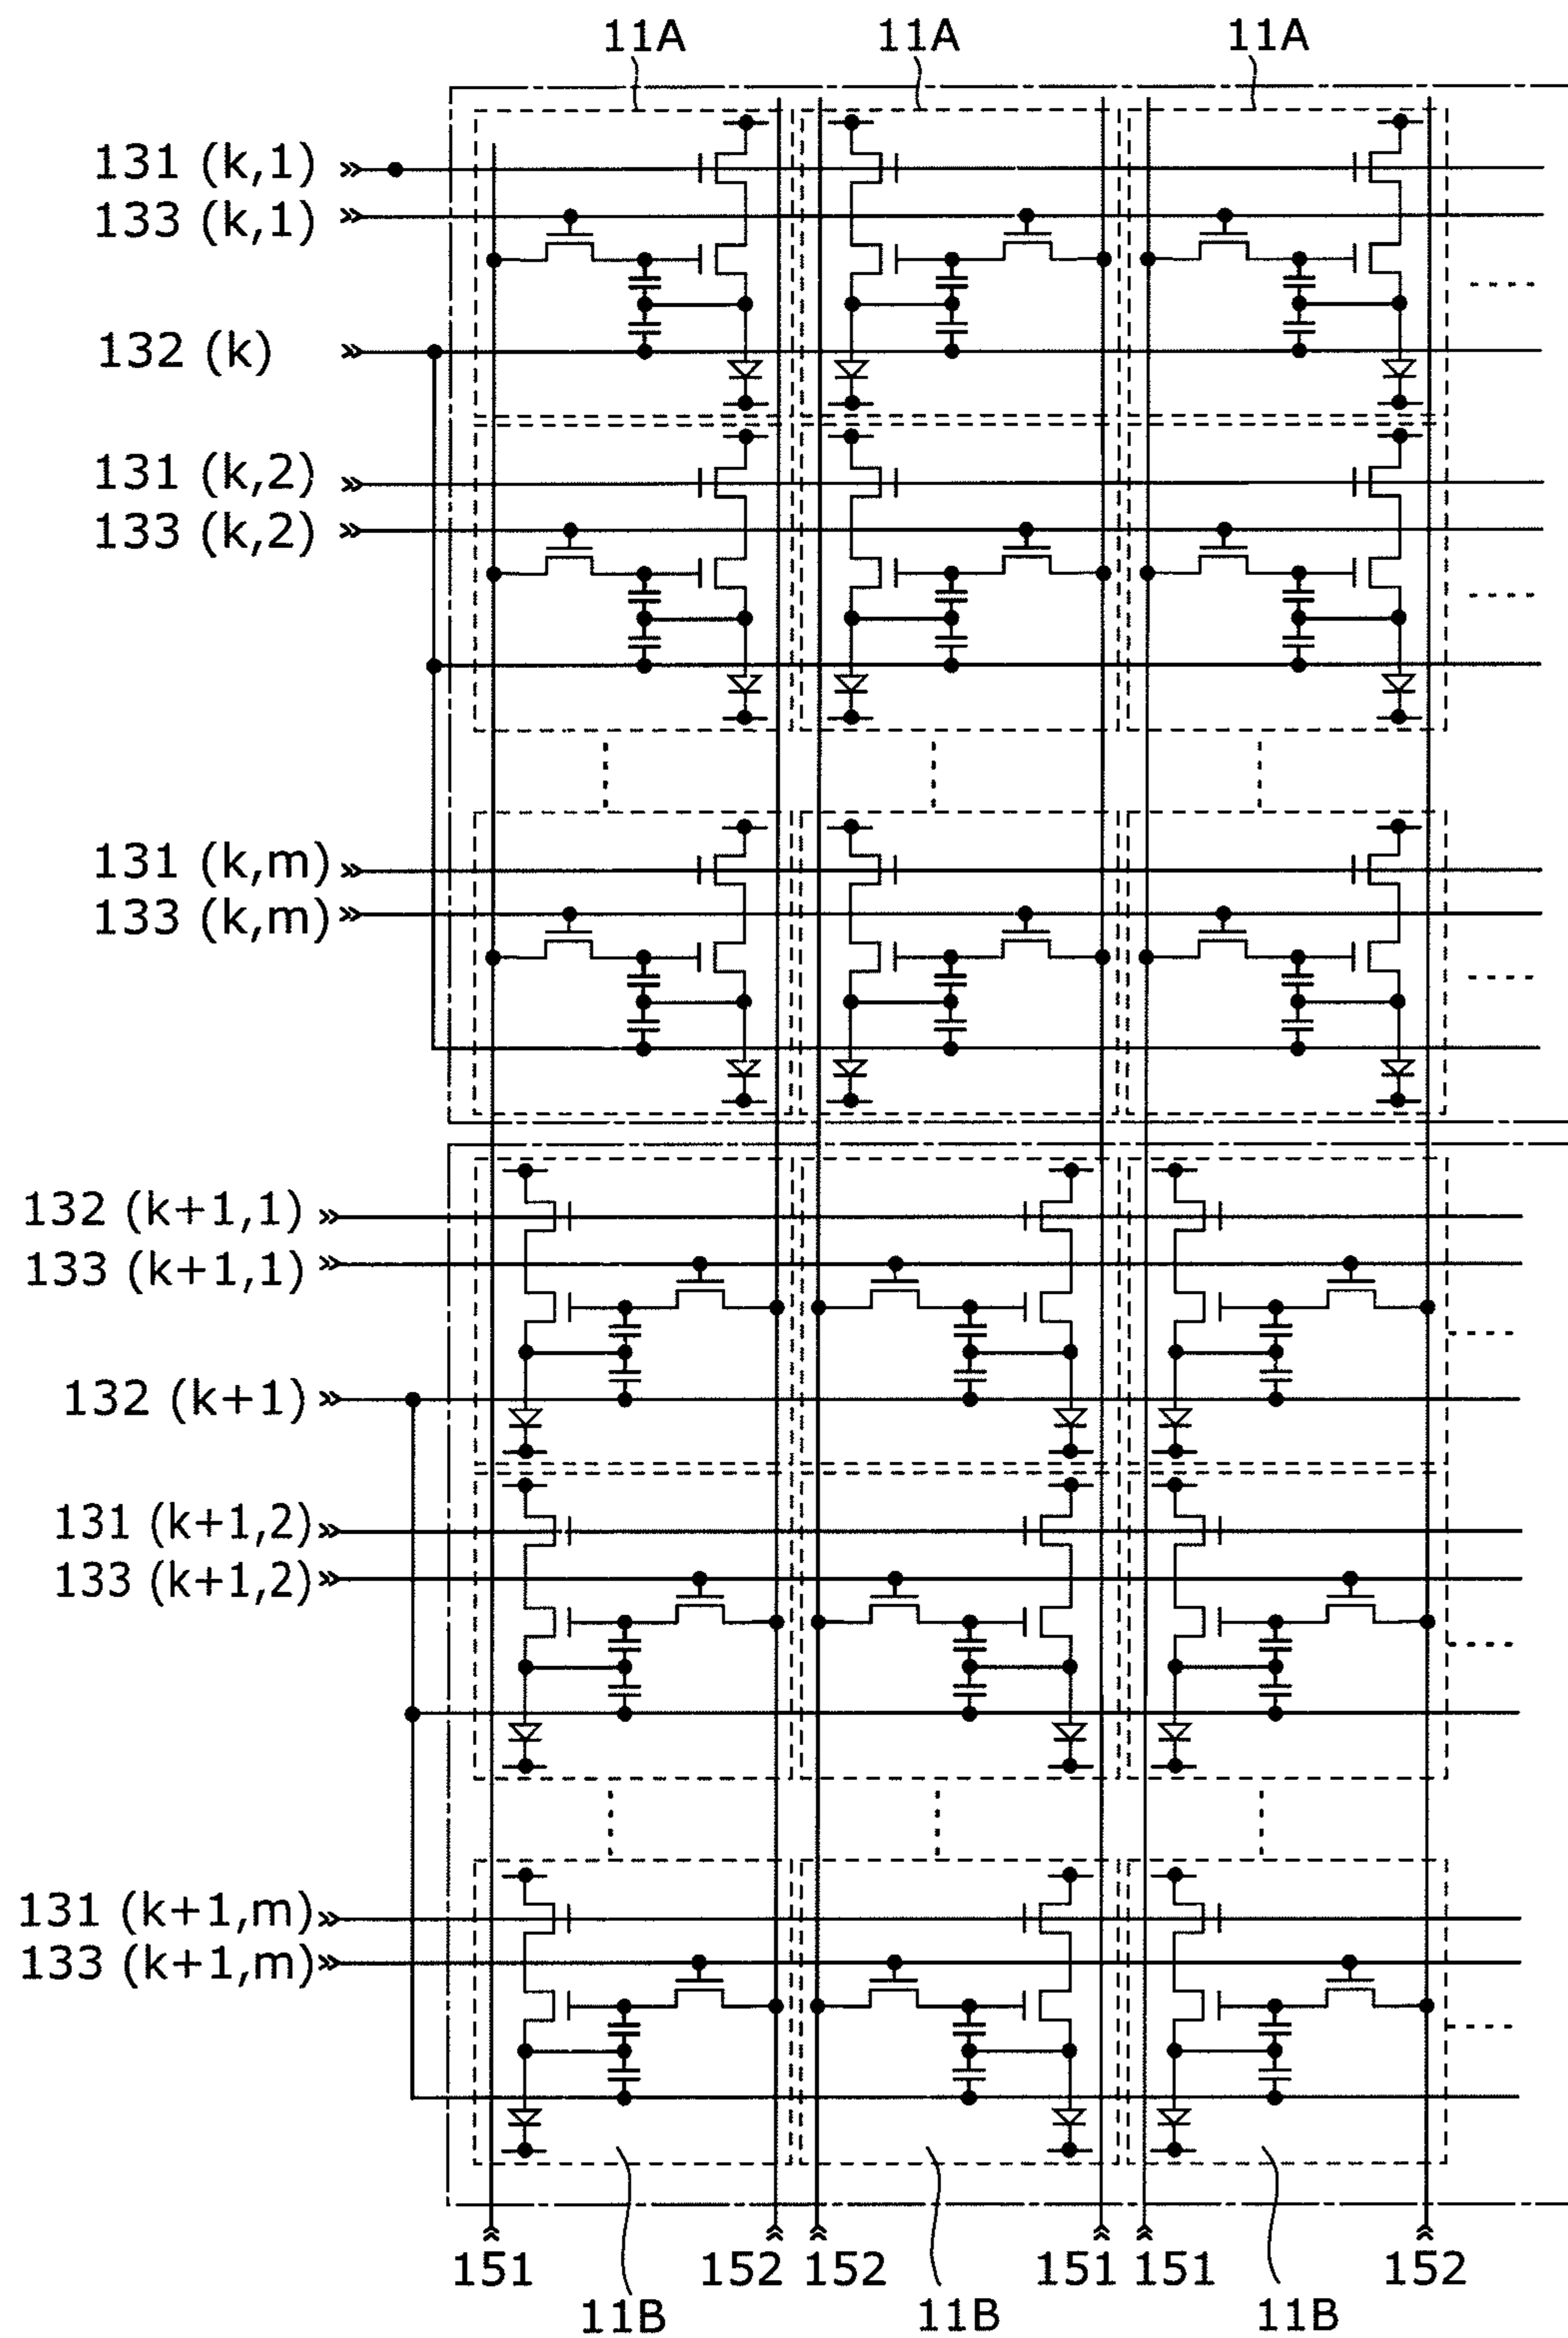 11A 11A 11A
131 (k,1)
133 (k,1)
132 (k)
131 (k,2)
133 (k,2)
131 (k,m)
133 (k,m)
132 (k+1,1)
133 (k+1,1)
132 (k+1)
131 (k+1,2)
133 (k+1,2)
131 (k+1,m)
133 (k+1,m)
151 152 152 151 151 152
11B 11B 11B